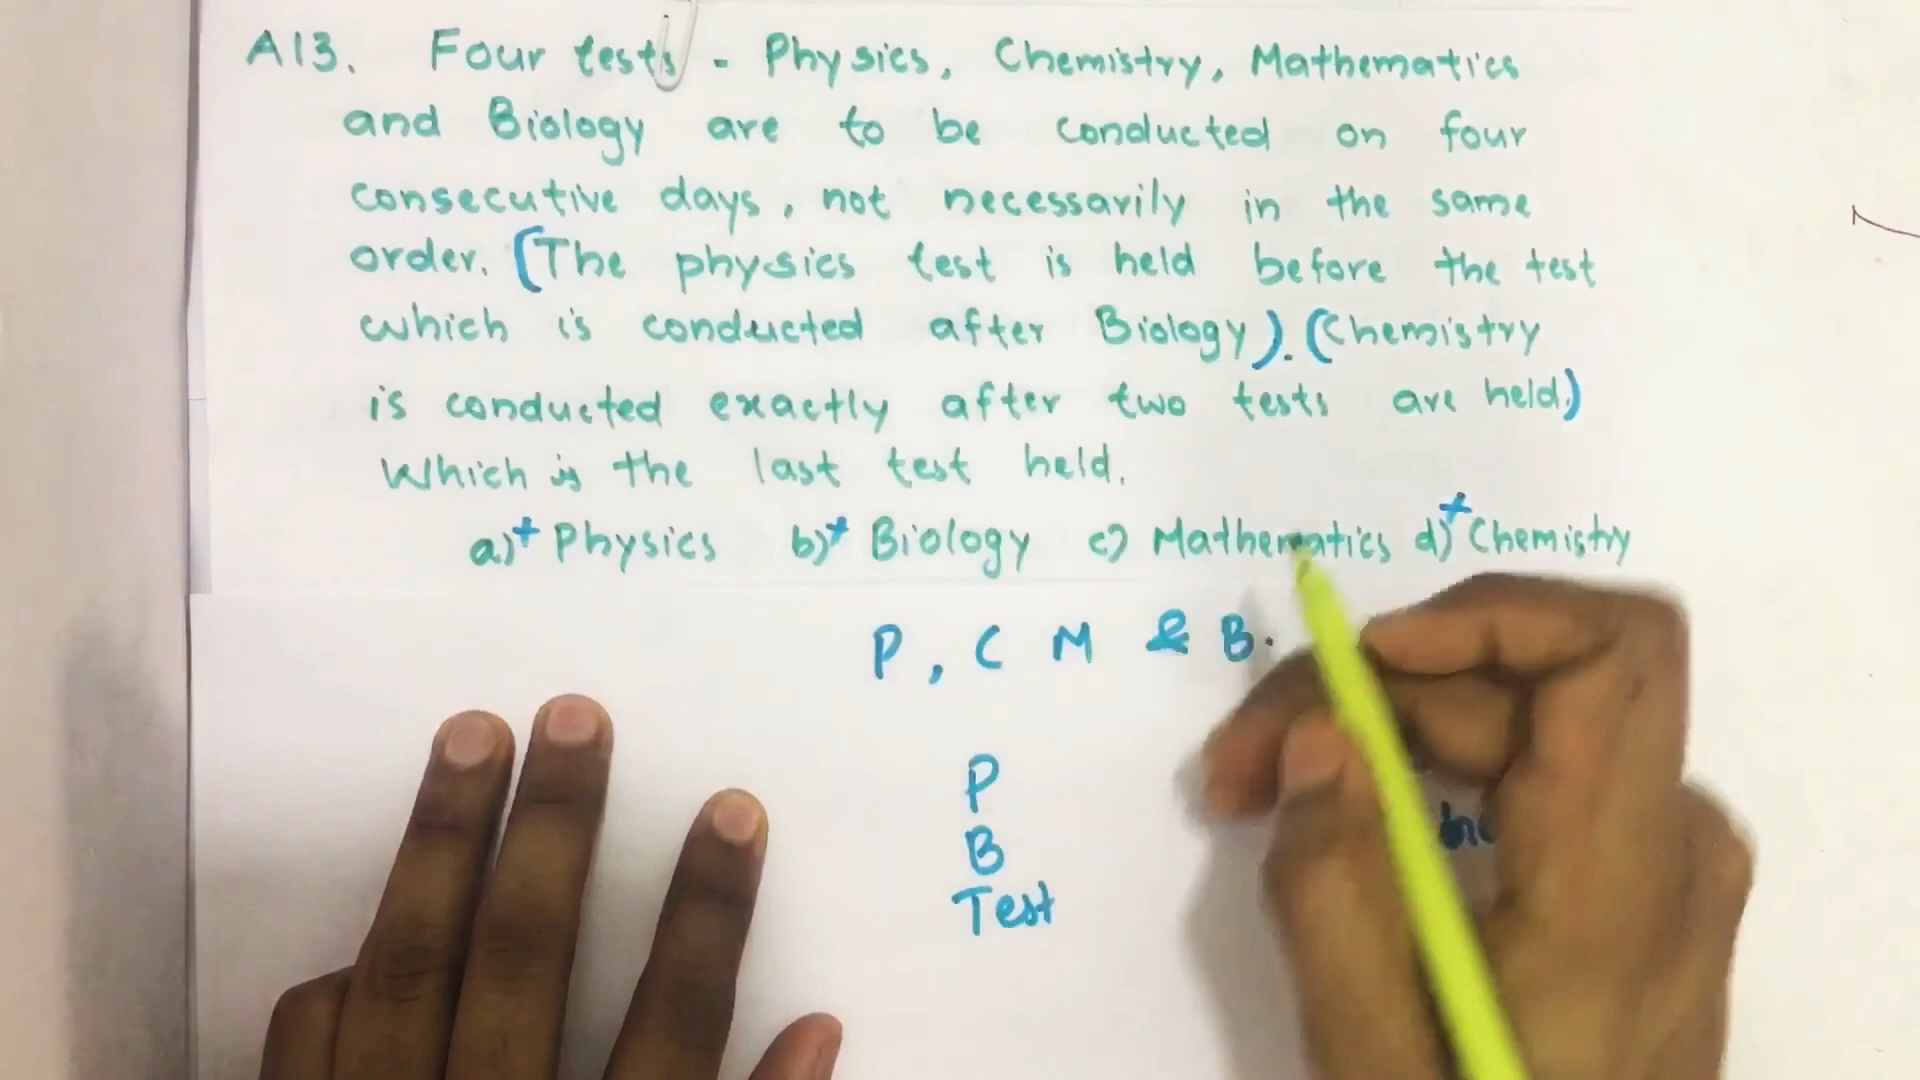 A13. Four tests - Physics, Chemistry, Mathematics
and Biology are to be conducted on four
consecutive days, not necessarily in the same
order. (The physics test is held before the test
which is conducted after Biology). (Chemistry
is conducted exactly after two tests are held.)
Which is the last test held.
a) + Physics b) + Biology c) Mathematics d) + Chemistry
P, C M & B.
P
B
Test